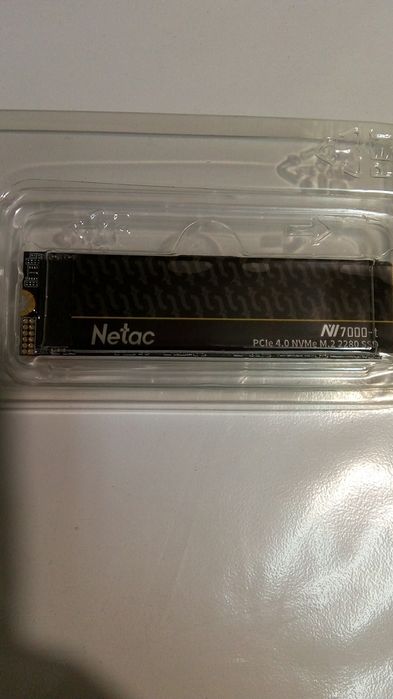 Netac
NV7000-t
PCIe 4.0 NVMe M.2 2280 SSD